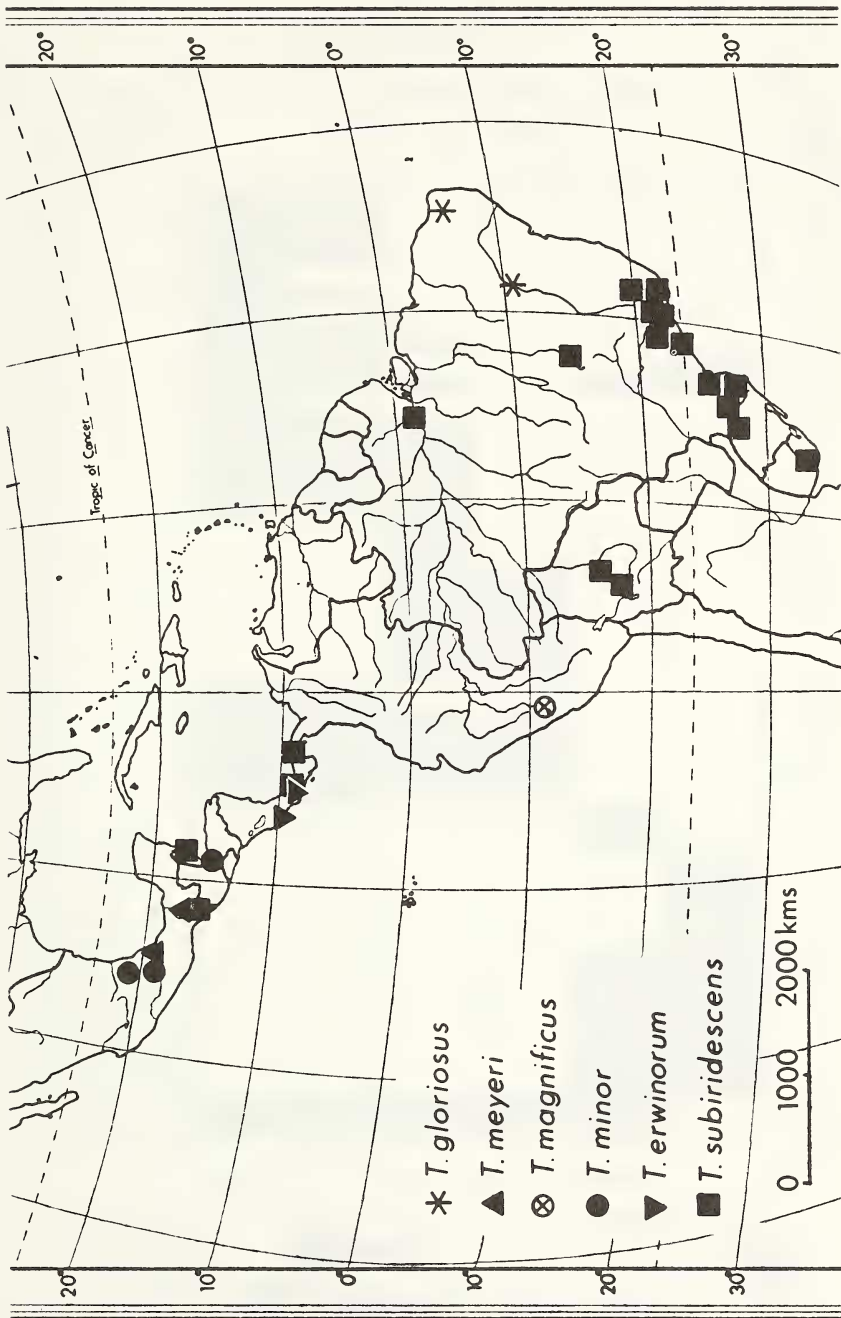 20° 10° 0° 10° 20° 30°
Tropic of Cancer
T. gloriosus
T. meyeri
T. magnificus
T. minor
T. erwinorum
T. subiridescens
0 1000 2000 kms
20° 10° 0° 10° 20° 30°